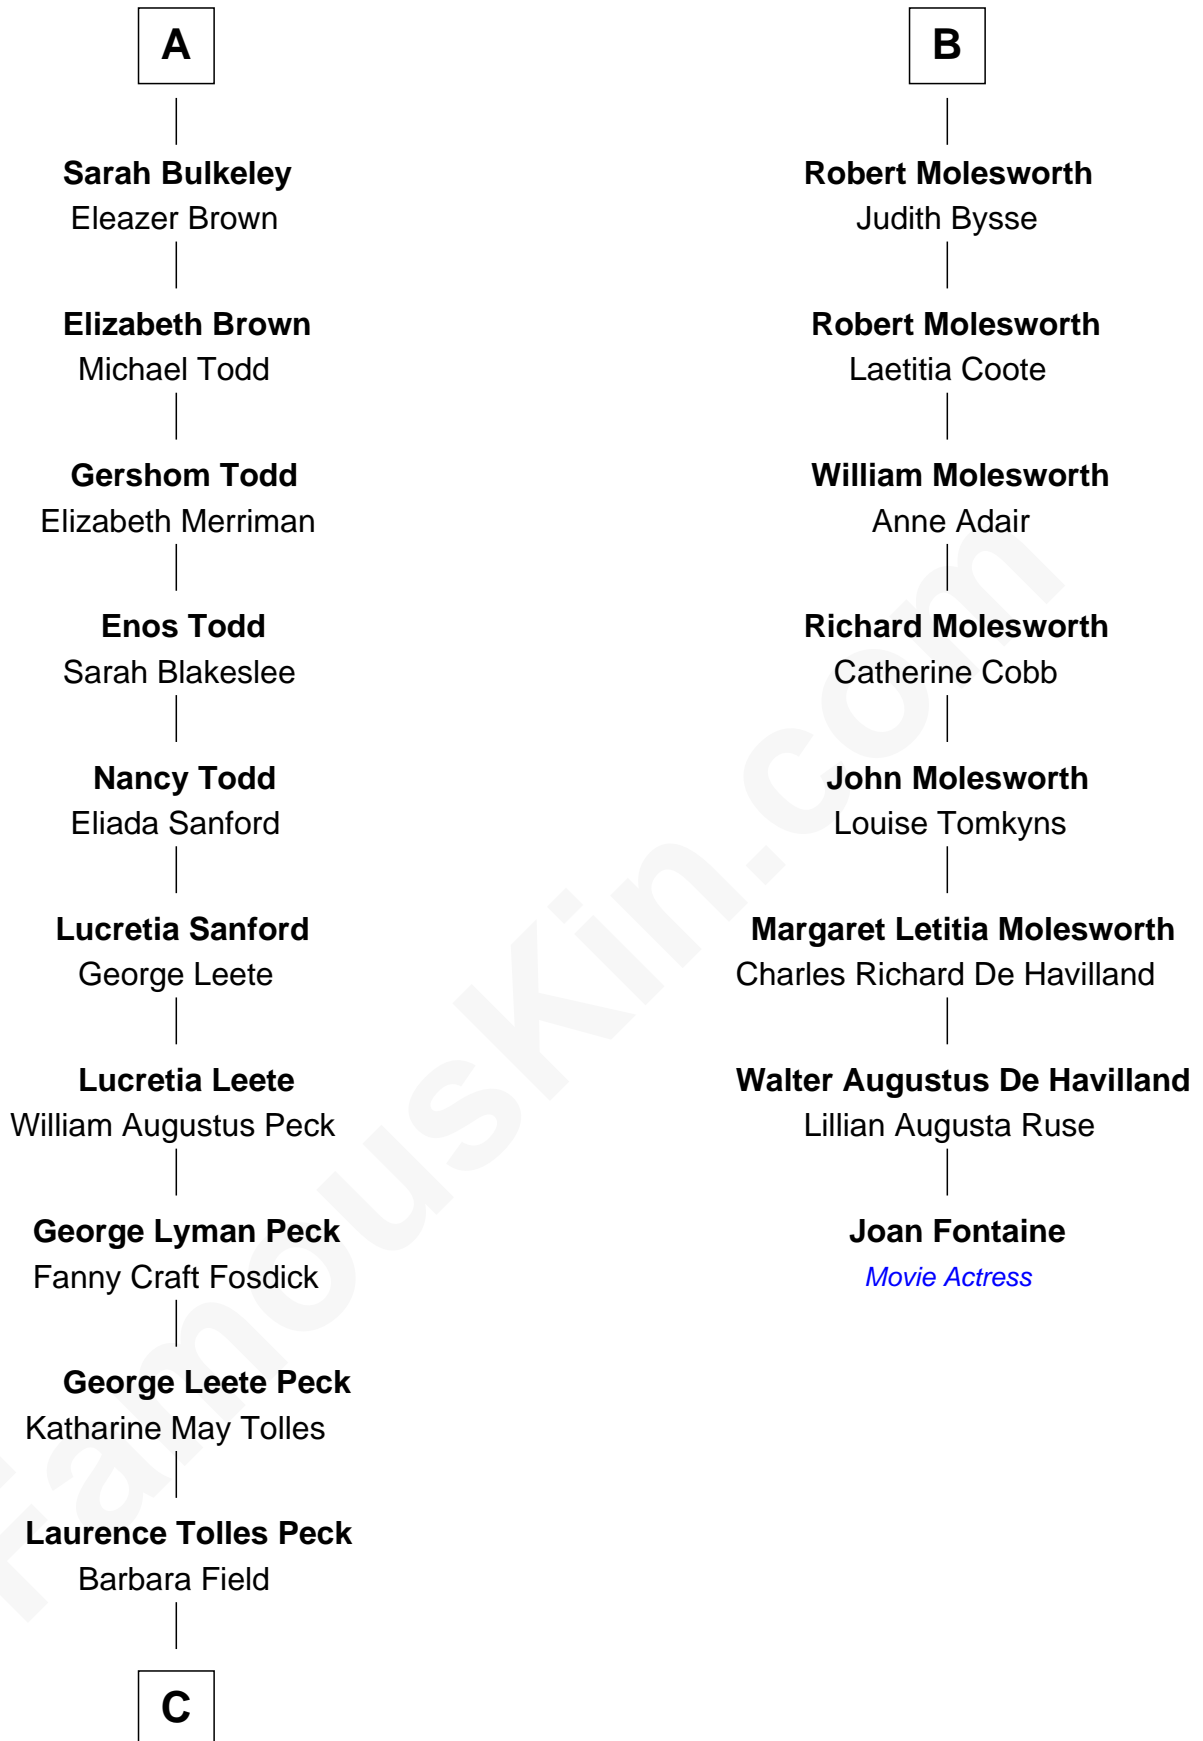 A
Sarah Bulkeley
Eleazer Brown
Elizabeth Brown
Michael Todd
Gershom Todd
Elizabeth Merriman
Enos Todd
Sarah Blakeslee
Nancy Todd
Eliada Sanford
Lucretia Sanford
George Leete
Lucretia Leete
William Augustus Peck
George Lyman Peck
Fanny Craft Fosdick
George Leete Peck
Katharine May Tolles
Laurence Tolles Peck
Barbara Field
C
B
Robert Molesworth
Judith Bysse
Robert Molesworth
Laetitia Coote
William Molesworth
Anne Adair
Richard Molesworth
Catherine Cobb
John Molesworth
Louise Tomkyns
Margaret Letitia Molesworth
Charles Richard De Havilland
Walter Augustus De Havilland
Lillian Augusta Ruse
Joan Fontaine
Movie Actress
FamousKin.com